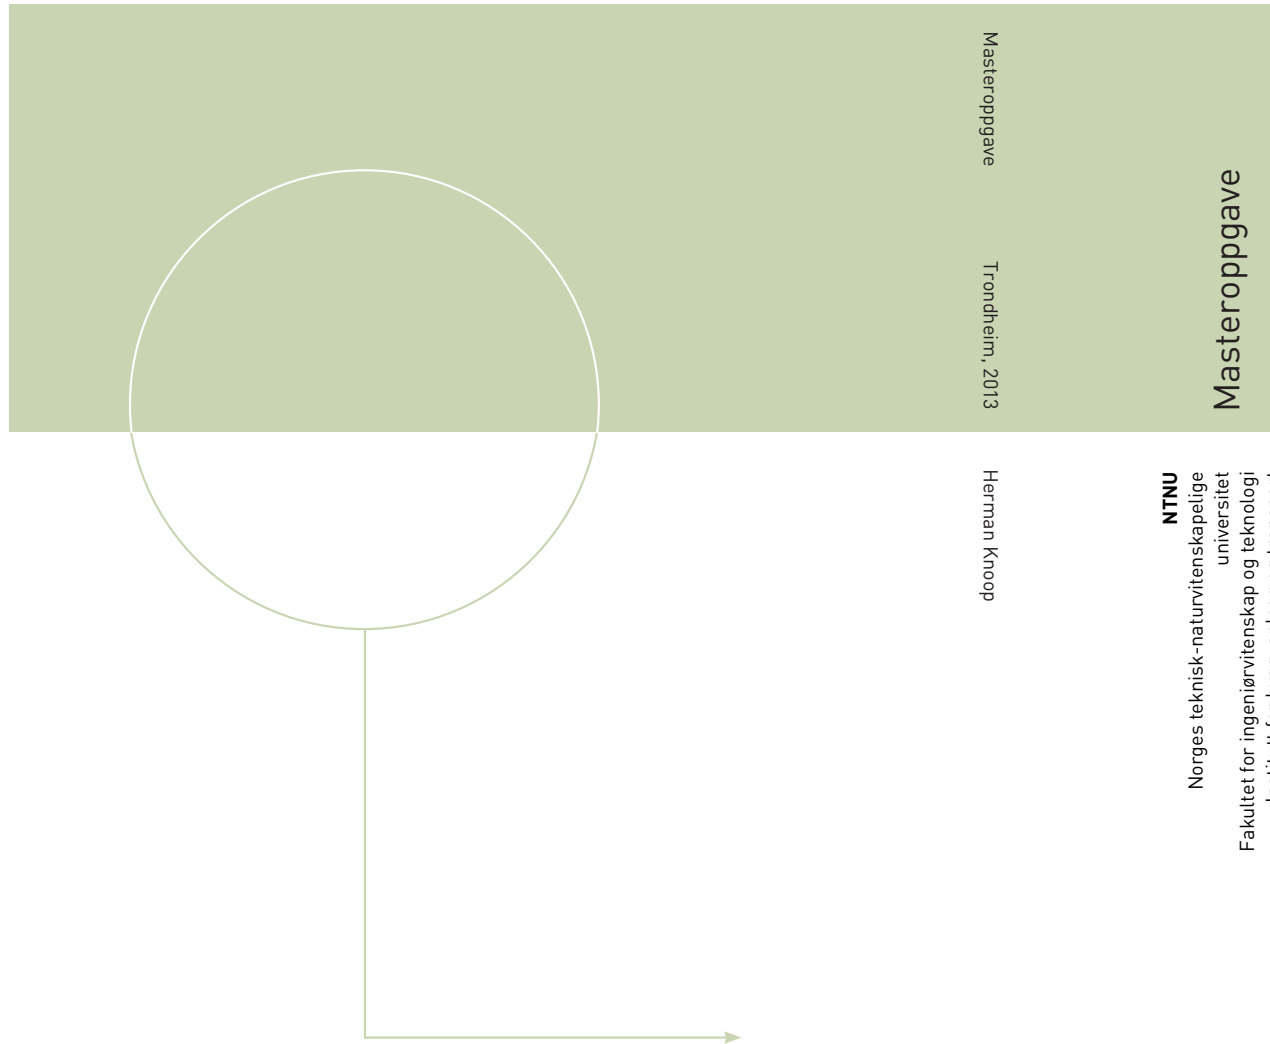 Masteroppgave
Trondheim, 2013
Herman Knoop
Masteroppgave
NTNU
Norges teknisk-naturvitenskapelige
universitet
Fakultet for ingeniørvitenskap og teknologi